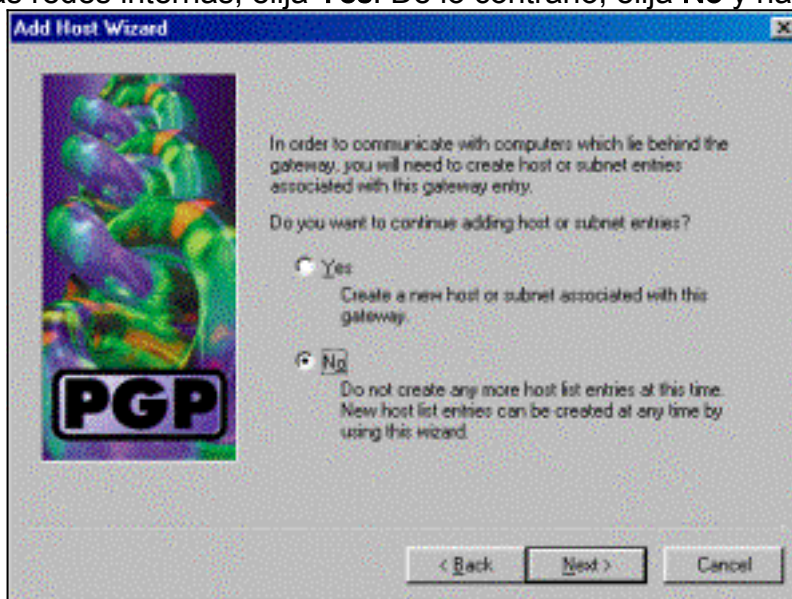 as redes internas, elija Yes. De lo contrario, elija No y ha
Add Host Wizard
In order to communicate with computers which lie behind the
gateway, you will need to create host or subnet entries
associated with this gateway entry.
Do you want to continue adding host or subnet entries?
Yes
Create a new host or subnet associated with this
gateway.
No
Do not create any more host list entries at this time.
New host list entries can be created at any time by
using this wizard.
PGP
< Back
Next >
Cancel